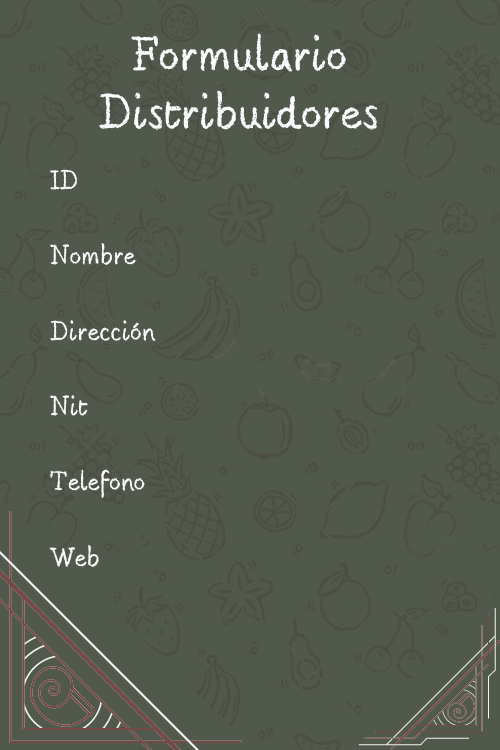 Formulario
Distribuidores
ID
Nombre
Dirección
Nit
Telefono
Web